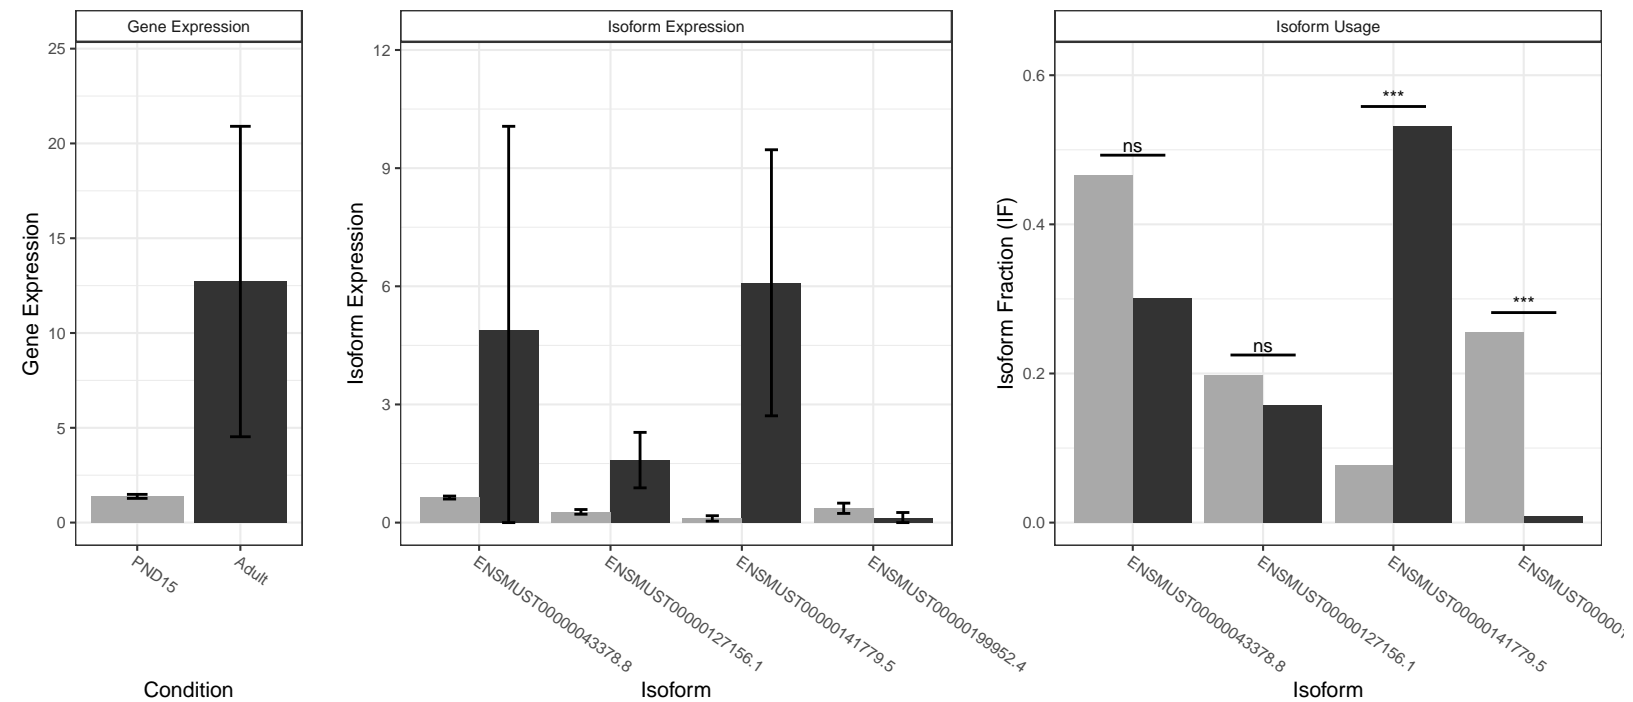 Gene Expression
Isoform Expression
Isoform Usage
Gene Expression
25
20
15
10
5
0
PND15
Adult
Condition
Isoform Expression
12
9
6
3
0
ENSMUST00000043378.8
ENSMUST00000127156.1
ENSMUST00000141779.5
ENSMUST00000199952.4
Isoform
Isoform Fraction (IF)
0.6
0.4
0.2
0.0
ns
ns
***
***
ENSMUST00000043378.8
ENSMUST00000127156.1
ENSMUST00000141779.5
ENSMUST000001
Isoform